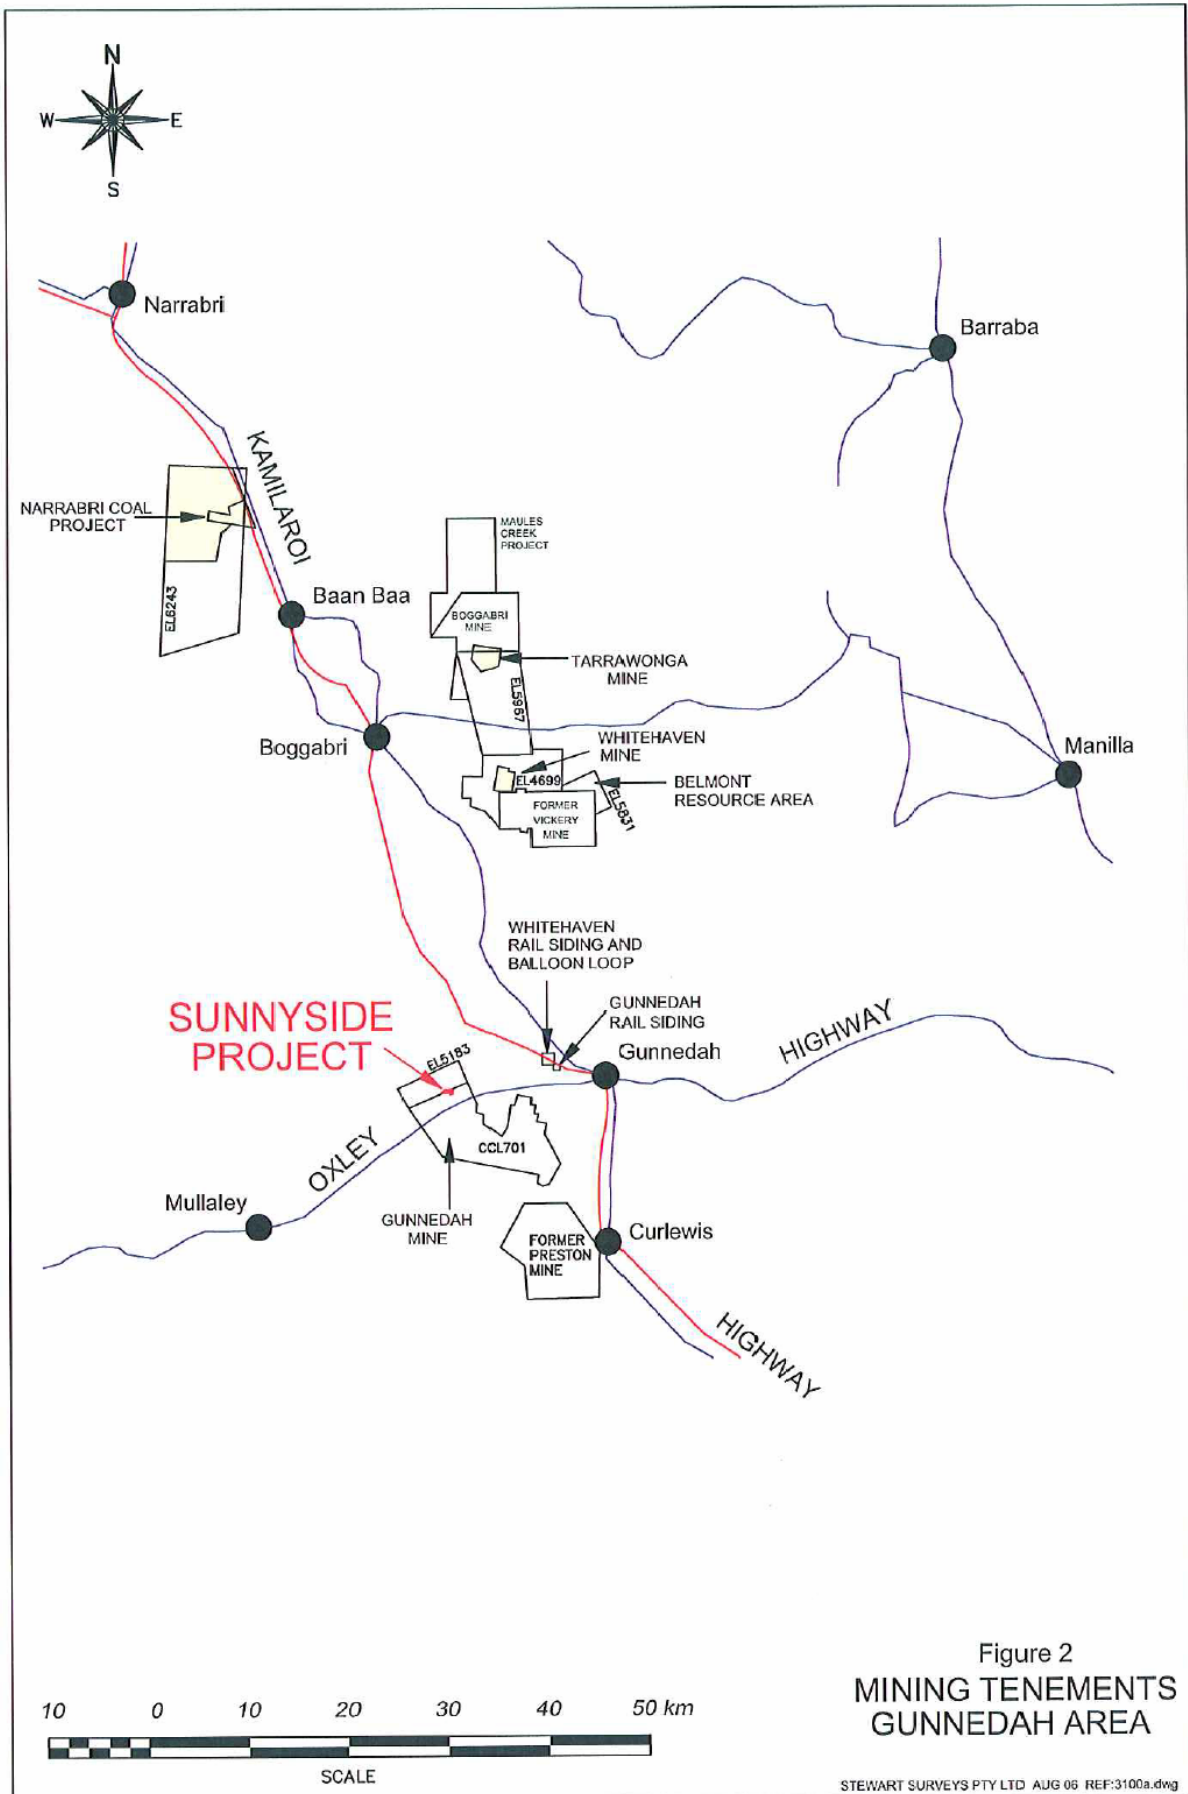 N
W
E
S
Narrabri
Barraba
KAMILAROI
NARRABRI COAL
PROJECT
MAULES
CREEK
PROJECT
EL6243
Baan Baa
BOGGABRI
MINE
TARRAWONGA
MINE
EL5967
Boggabri
WHITEHAVEN
MINE
Manilla
EL4699
BELMONT
RESOURCE AREA
EL5831
FORMER
VICKERY
MINE
WHITEHAVEN
RAIL SIDING AND
BALLOON LOOP
GUNNEDAH
RAIL SIDING
SUNNYSIDE
PROJECT
HIGHWAY
Gunnedah
EL5183
OXLEY
CCL701
Mullaley
GUNNEDAH
MINE
FORMER
PRESTON
MINE
Curlewis
HIGHWAY
Figure 2
MINING TENEMENTS
GUNNEDAH AREA
10 0 10 20 30 40 50 km
SCALE
STEWART SURVEYS PTY LTD AUG 06 REF:3100a.dwg